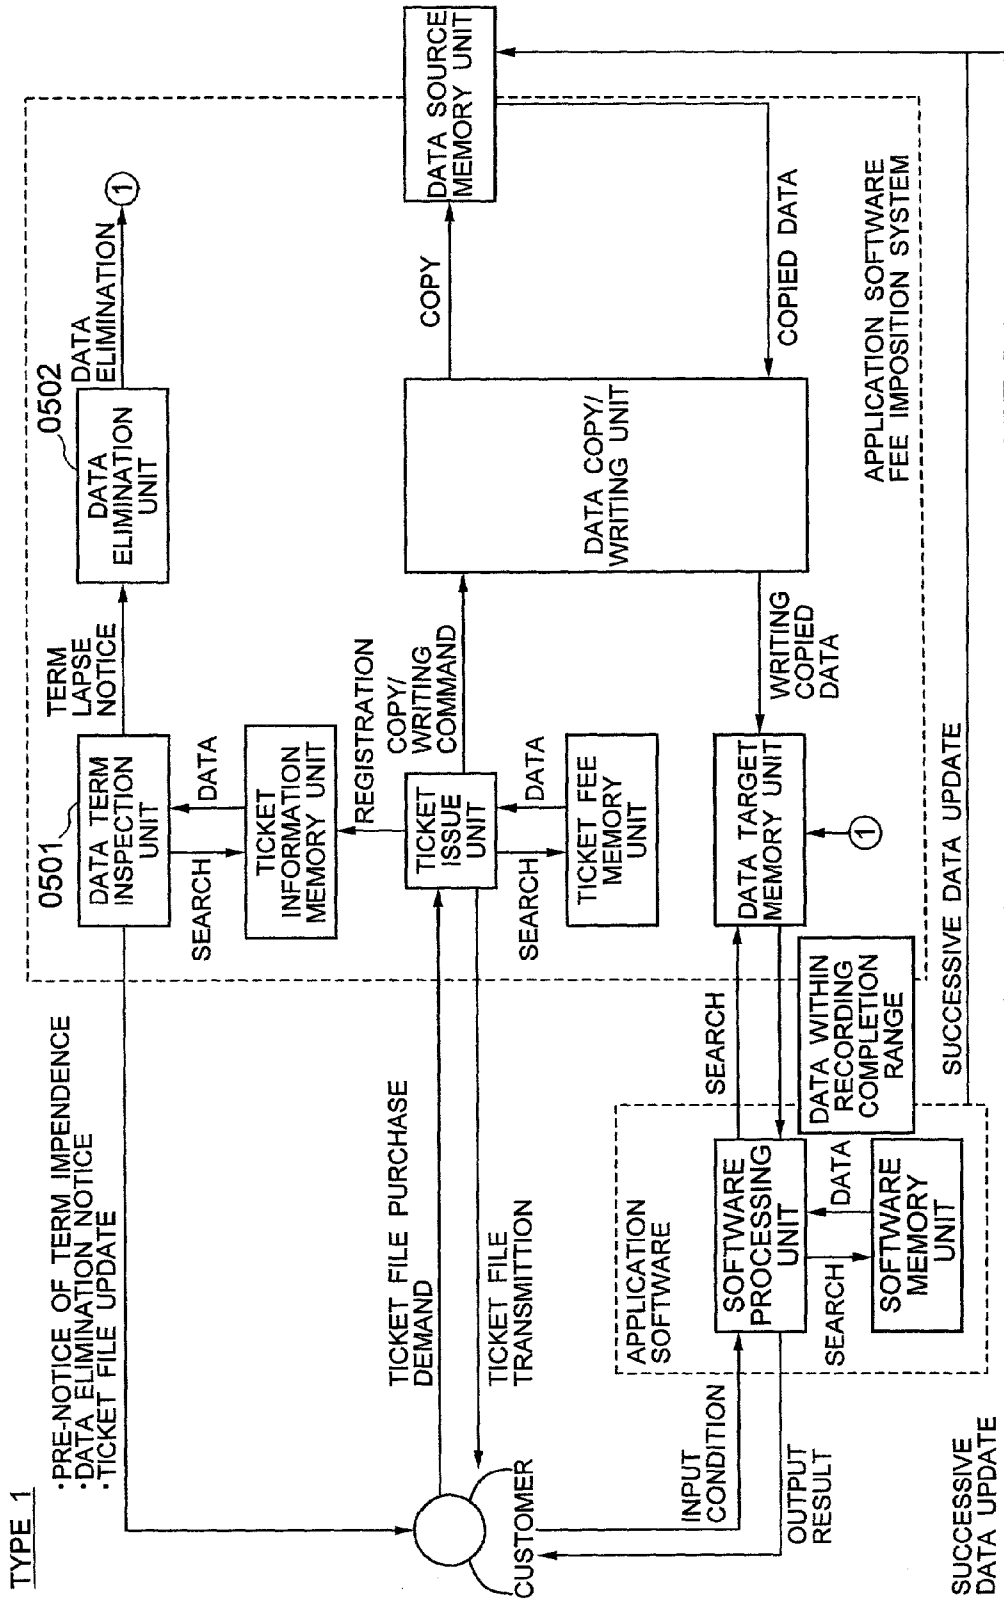 TYPE 1
·PRE-NOTICE OF TERM IMPENDENCE
·DATA ELIMINATION NOTICE
·TICKET FILE UPDATE
0501
DATA TERM
INSPECTION
UNIT
TERM
LAPSE
NOTICE
0502
DATA
ELIMINATION
UNIT
DATA
ELIMINATION
1
SEARCH
DATA
TICKET
INFORMATION
MEMORY UNIT
REGISTRATION
TICKET FILE PURCHASE
DEMAND
TICKET FILE
TRANSMITTION
CUSTOMER
TICKET
ISSUE
UNIT
COPY/
WRITING
COMMAND
SEARCH
DATA
TICKET FEE
MEMORY
UNIT
DATA COPY/
WRITING UNIT
COPY
DATA SOURCE
MEMORY UNIT
COPIED DATA
WRITING
COPIED
DATA
DATA TARGET
MEMORY UNIT
1
APPLICATION SOFTWARE
FEE IMPOSITION SYSTEM
APPLICATION
SOFTWARE
INPUT
CONDITION
OUTPUT
RESULT
SOFTWARE
PROCESSING
UNIT
SEARCH
DATA WITHIN
RECORDING
COMPLETION
RANGE
SEARCH
DATA
SOFTWARE
MEMORY
UNIT
SUCCESSIVE DATA UPDATE
SUCCESSIVE
DATA UPDATE